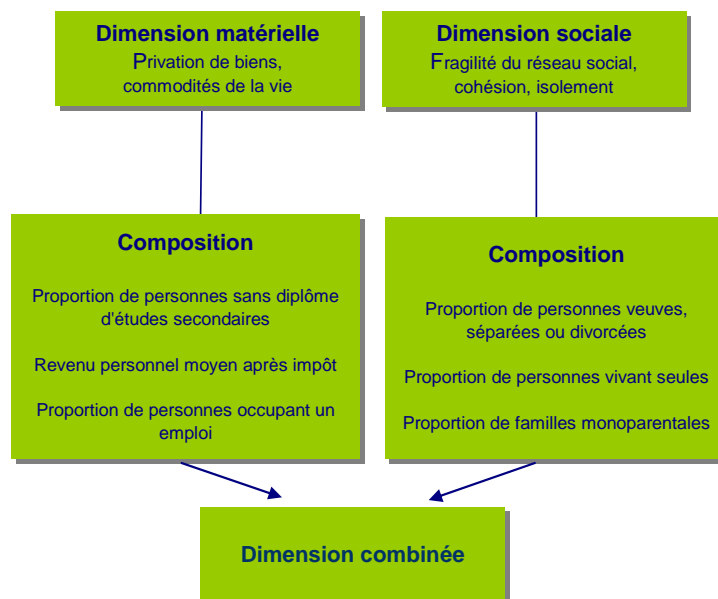 Dimension matérielle
Privation de biens,
commodités de la vie
Dimension sociale
Fragilité du réseau social,
cohésion, isolement
Composition
Proportion de personnes sans diplôme
d'études secondaires
Revenu personnel moyen après impôt
Proportion de personnes occupant un
emploi
Composition
Proportion de personnes veuves,
séparées ou divorcées
Proportion de personnes vivant seules
Proportion de familles monoparentales
Dimension combinée